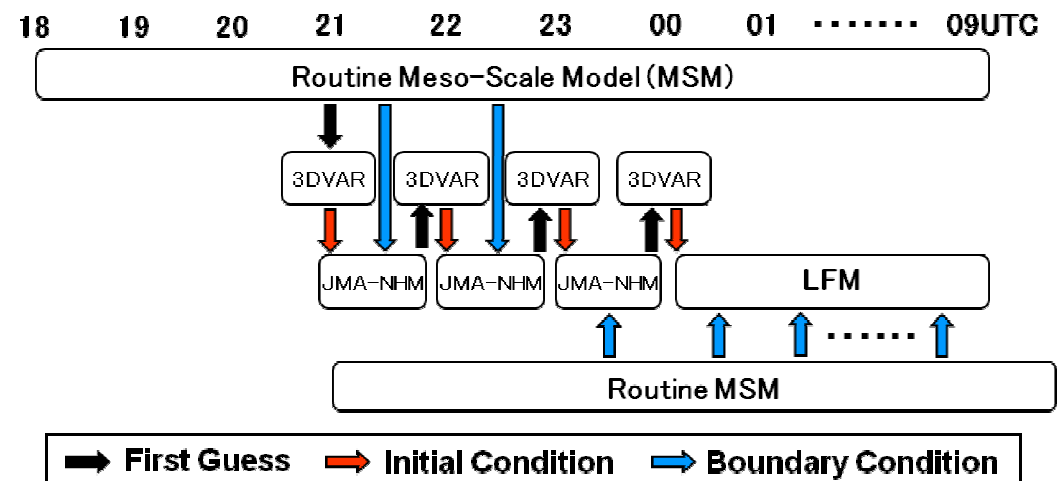 18 19 20 21 22 23 00 01 ······· 09UTC
Routine Meso-Scale Model (MSM)
3DVAR 3DVAR 3DVAR 3DVAR
JMA-NHM JMA-NHM JMA-NHM LFM
······
Routine MSM
First Guess Initial Condition Boundary Condition